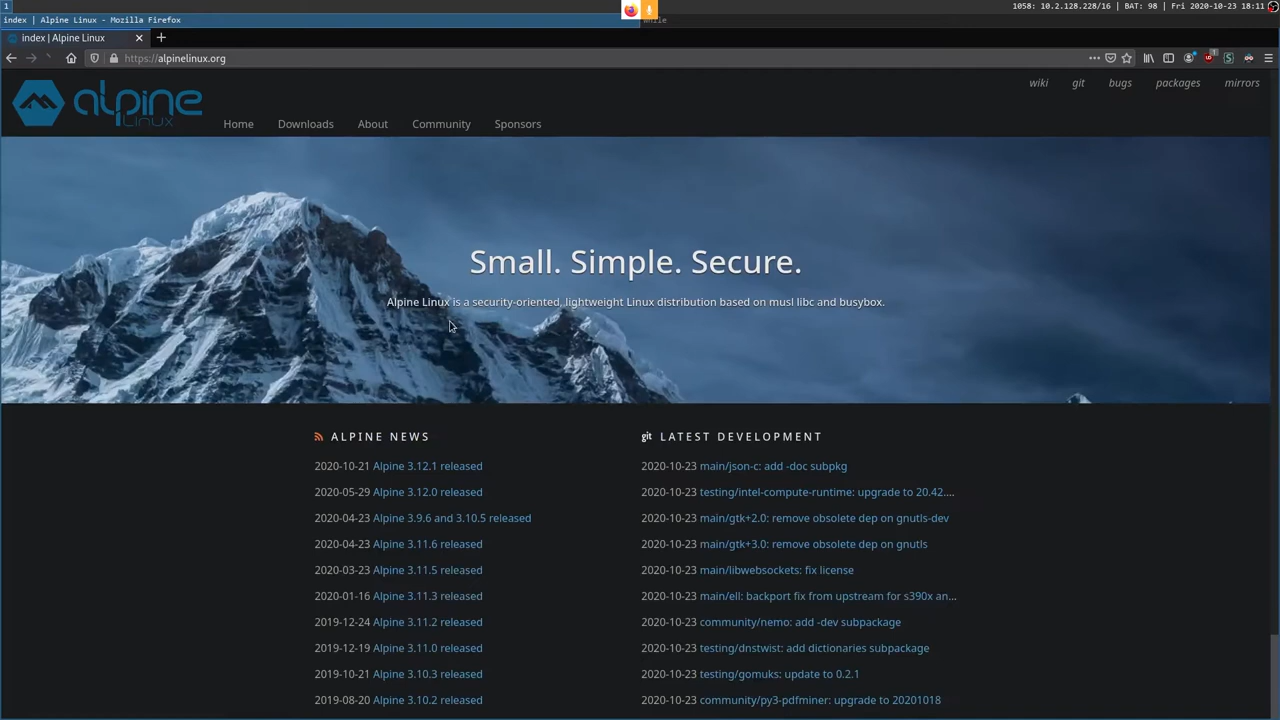 1
1058: 10.2.128.228/16 | BAT: 98 | Fri 2020-10-23 18:11
index | Alpine Linux - Mozilla Firefox
while
index | Alpine Linux
https://alpinelinux.org
alpine
Linux
wiki git bugs packages mirrors
Home Downloads About Community Sponsors
Small. Simple. Secure.
Alpine Linux is a security-oriented, lightweight Linux distribution based on musl libc and busybox.
ALPINE NEWS
2020-10-21 Alpine 3.12.1 released
2020-05-29 Alpine 3.12.0 released
2020-04-23 Alpine 3.9.6 and 3.10.5 released
2020-04-23 Alpine 3.11.6 released
2020-03-23 Alpine 3.11.5 released
2020-01-16 Alpine 3.11.3 released
2019-12-24 Alpine 3.11.2 released
2019-12-19 Alpine 3.11.0 released
2019-10-21 Alpine 3.10.3 released
2019-08-20 Alpine 3.10.2 released
git LATEST DEVELOPMENT
2020-10-23 main/json-c: add -doc subpkg
2020-10-23 testing/intel-compute-runtime: upgrade to 20.42....
2020-10-23 main/gtk+2.0: remove obsolete dep on gnutls-dev
2020-10-23 main/gtk+3.0: remove obsolete dep on gnutls
2020-10-23 main/libwebsockets: fix license
2020-10-23 main/ell: backport fix from upstream for s390x an...
2020-10-23 community/nemo: add -dev subpackage
2020-10-23 testing/dnstwist: add dictionaries subpackage
2020-10-23 testing/gomuks: update to 0.2.1
2020-10-23 community/py3-pdfminer: upgrade to 20201018